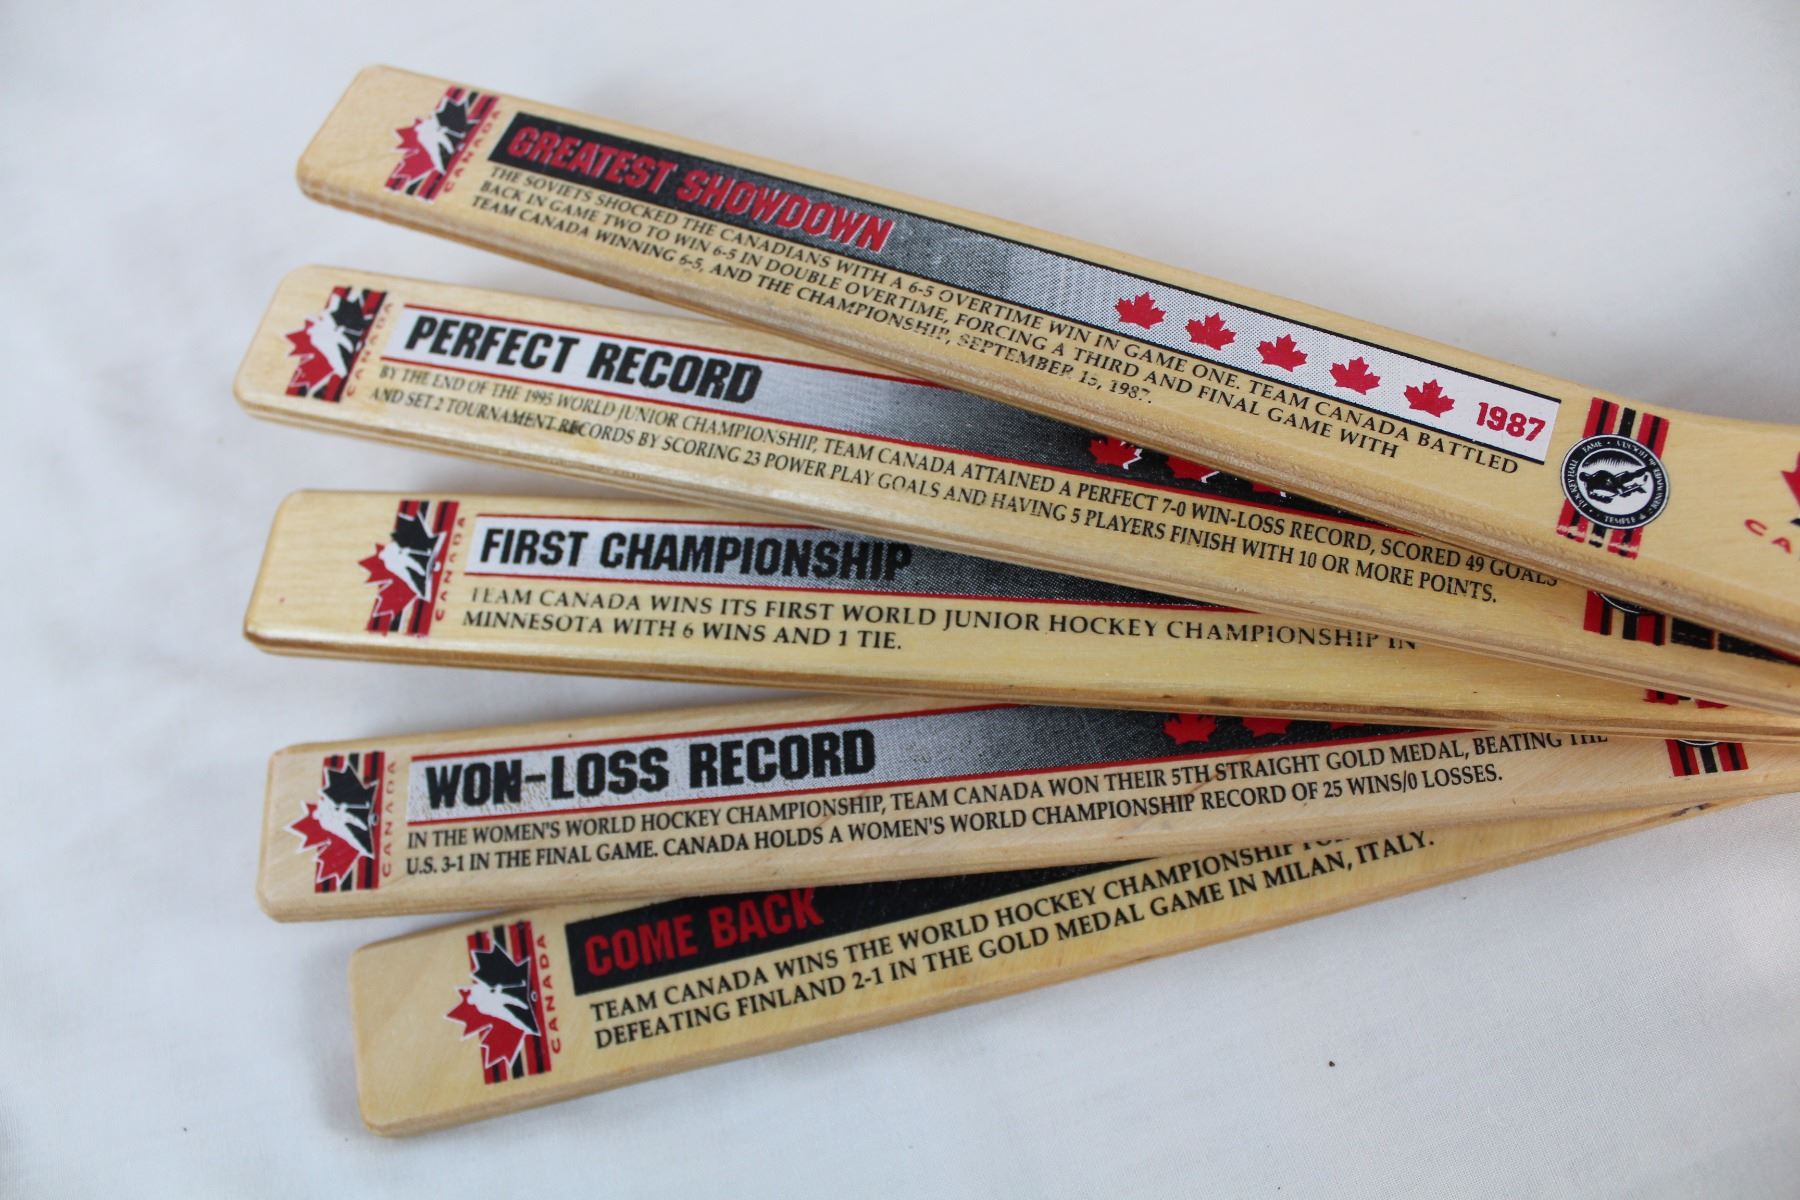 CANADA
GREATEST SHOWDOWN
1987
THE SOVIETS SHOCKED THE CANADIANS WITH A 6-5 OVERTIME WIN IN GAME ONE. TEAM CANADA BATTLED
BACK IN GAME TWO TO WIN 6-5 IN DOUBLE OVERTIME, FORCING A THIRD AND FINAL GAME WITH
TEAM CANADA WINNING 6-5, AND THE CHAMPIONSHIP, SEPTEMBER 15, 1987.
HOCKEY HALL FAME
TEMPLE
CA
CANADA
PERFECT RECORD
BY THE END OF THE 1995 WORLD JUNIOR CHAMPIONSHIP, TEAM CANADA ATTAINED A PERFECT 7-0 WIN-LOSS RECORD, SCORED 49 GOALS
AND SET 2 TOURNAMENT RECORDS BY SCORING 23 POWER PLAY GOALS AND HAVING 5 PLAYERS FINISH WITH 10 OR MORE POINTS.
CANADA
FIRST CHAMPIONSHIP
TEAM CANADA WINS ITS FIRST WORLD JUNIOR HOCKEY CHAMPIONSHIP IN
MINNESOTA WITH 6 WINS AND 1 TIE.
CANADA
WON-LOSS RECORD
IN THE WOMEN'S WORLD HOCKEY CHAMPIONSHIP, TEAM CANADA WON THEIR 5TH STRAIGHT GOLD MEDAL, BEATING THE
U.S. 3-1 IN THE FINAL GAME. CANADA HOLDS A WOMEN'S WORLD CHAMPIONSHIP RECORD OF 25 WINS/0 LOSSES.
CANADA
COME BACK
TEAM CANADA WINS THE WORLD HOCKEY CHAMPIONSHIP
DEFEATING FINLAND 2-1 IN THE GOLD MEDAL GAME IN MILAN, ITALY.